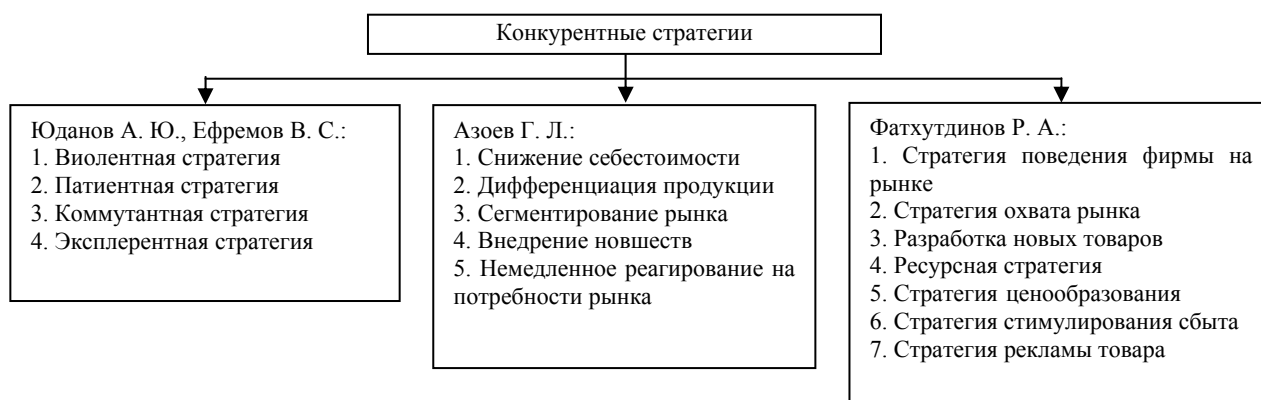 Конкурентные стратегии
Юданов А. Ю., Ефремов В. С.:
1. Виолентная стратегия
2. Патиентная стратегия
3. Коммутантная стратегия
4. Эксплерентная стратегия
Азоев Г. Л.:
1. Снижение себестоимости
2. Дифференциация продукции
3. Сегментирование рынка
4. Внедрение новшеств
5. Немедленное реагирование на
потребности рынка
Фатхутдинов Р. А.:
1. Стратегия поведения фирмы на
рынке
2. Стратегия охвата рынка
3. Разработка новых товаров
4. Ресурсная стратегия
5. Стратегия ценообразования
6. Стратегия стимулирования сбыта
7. Стратегия рекламы товара